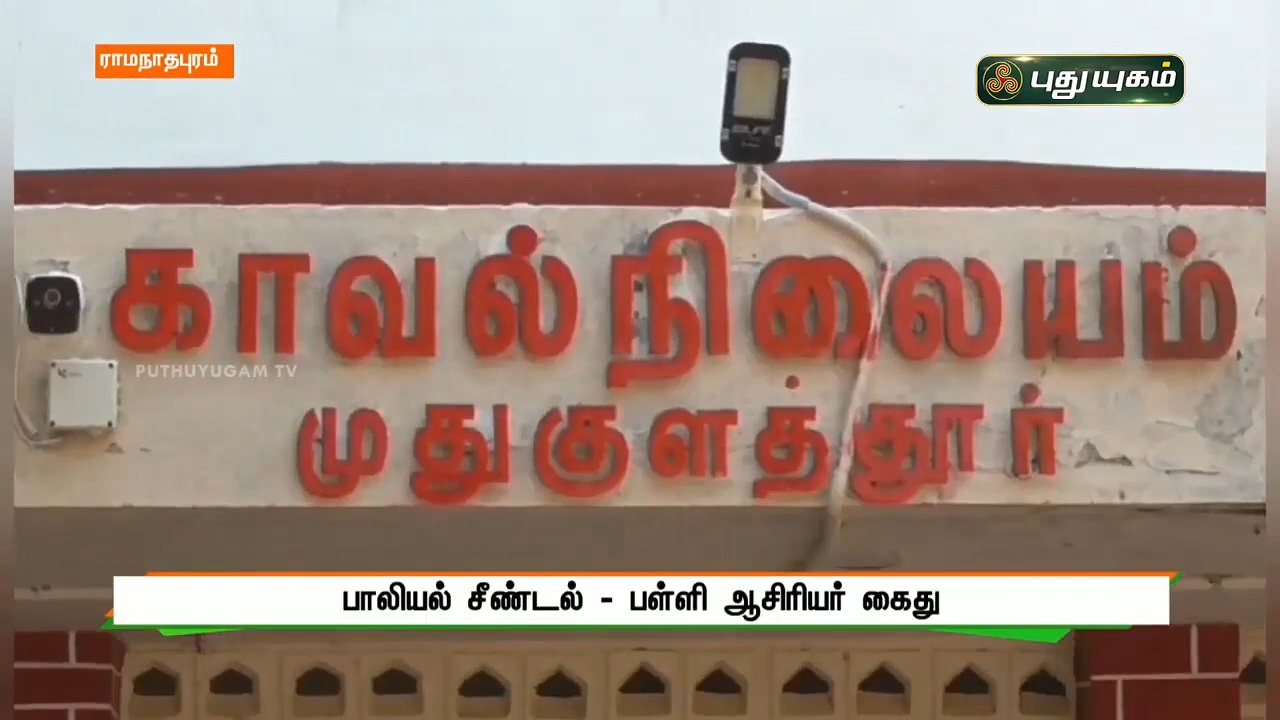 ராமநாதபுரம்
புதுயுகம்
காவல்நிலையம்
PUTHUYUGAM TV
முதுகுளத்தூர்
பாலியல் சீண்டல் - பள்ளி ஆசிரியர் கைது